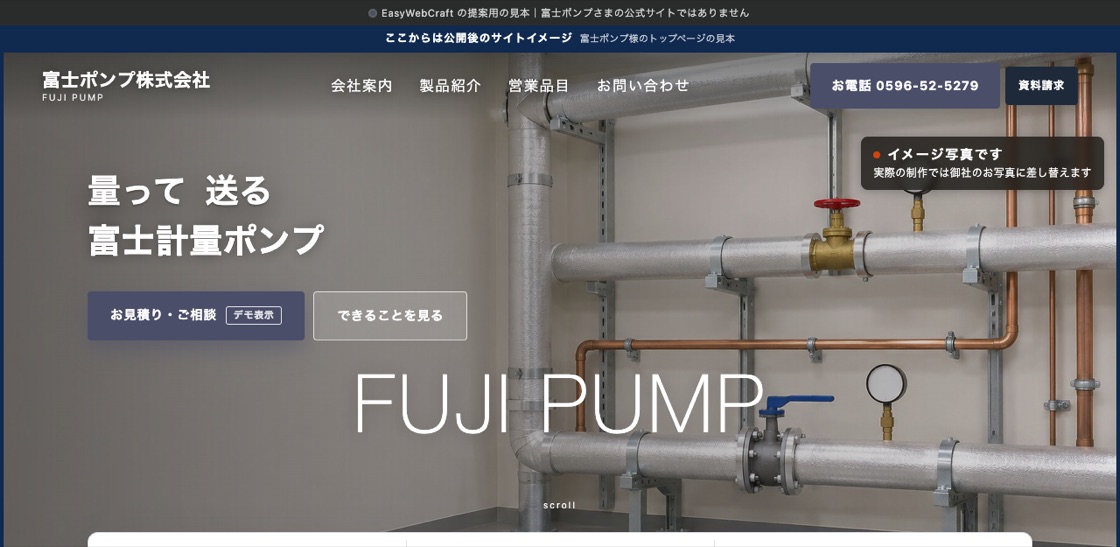 EasyWebCraft の提案用の見本｜富士ポンプさまの公式サイトではありません
ここからは公開後のサイトイメージ 富士ポンプ様のトップページの見本
富士ポンプ株式会社
FUJI PUMP
会社案内 製品紹介 営業品目 お問い合わせ
お電話 0596-52-5279
資料請求
イメージ写真です
実際の制作では御社のお写真に差し替えます
量って 送る
富士計量ポンプ
お見積り・ご相談 デモ表示
できることを見る
FUJI PUMP
scroll